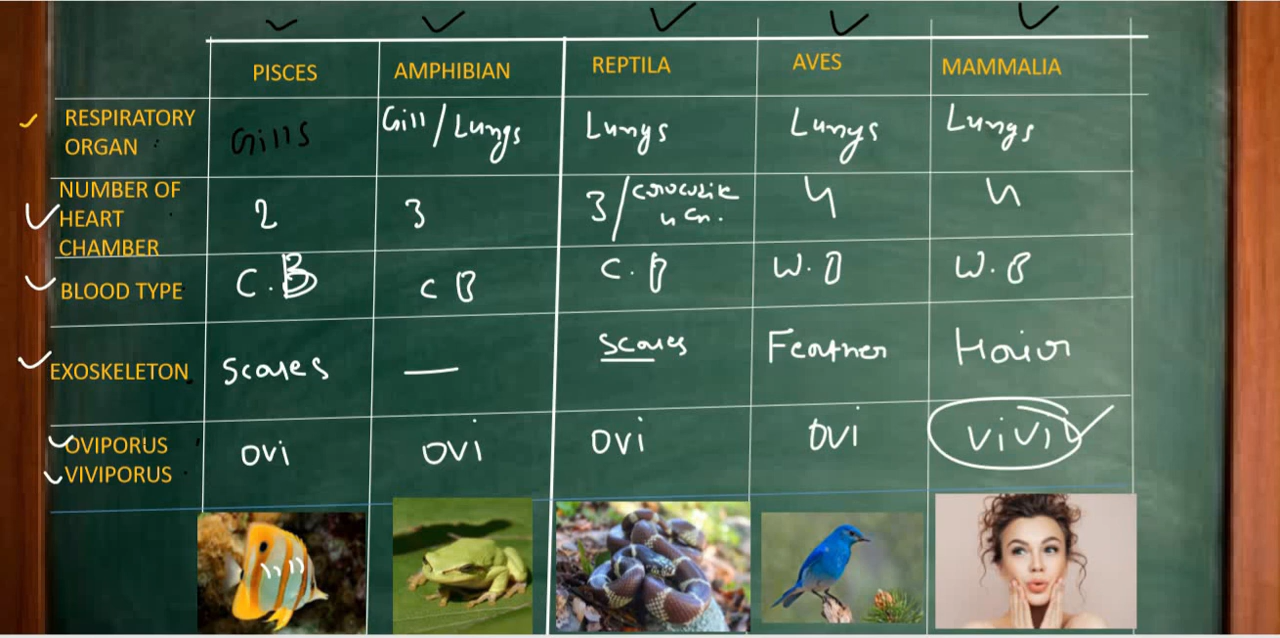 PISCES AMPHIBIAN REPTILA AVES MAMMALIA
RESPIRATORY ORGAN Gills Gill/Lungs Lungs Lungs Lungs
NUMBER OF HEART CHAMBER 2 3 3/ 4 4
BLOOD TYPE C.B C B C.B W.B W.B
EXOSKELETON Scales — Scales Feather Hair
OVIPORUS ovi ovi ovi ovi vivi
VIVIPORUS